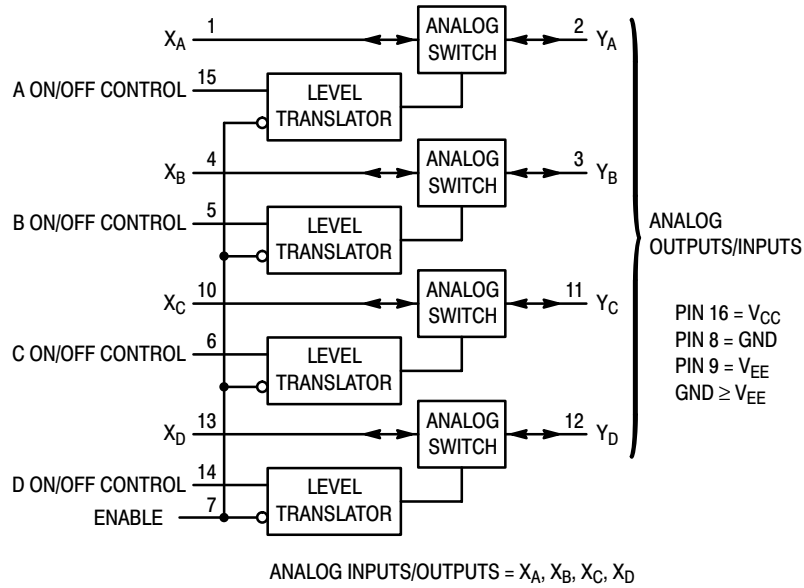 1
X_A
ANALOG
SWITCH
2
Y_A
15
A ON/OFF CONTROL
LEVEL
TRANSLATOR
4
X_B
ANALOG
SWITCH
3
Y_B
5
B ON/OFF CONTROL
LEVEL
TRANSLATOR
ANALOG
OUTPUTS/INPUTS
10
X_C
ANALOG
SWITCH
11
Y_C
PIN 16 = V_CC
PIN 8 = GND
PIN 9 = V_EE
GND ≥ V_EE
6
C ON/OFF CONTROL
LEVEL
TRANSLATOR
13
X_D
ANALOG
SWITCH
12
Y_D
14
D ON/OFF CONTROL
LEVEL
TRANSLATOR
7
ENABLE
ANALOG INPUTS/OUTPUTS = X_A, X_B, X_C, X_D